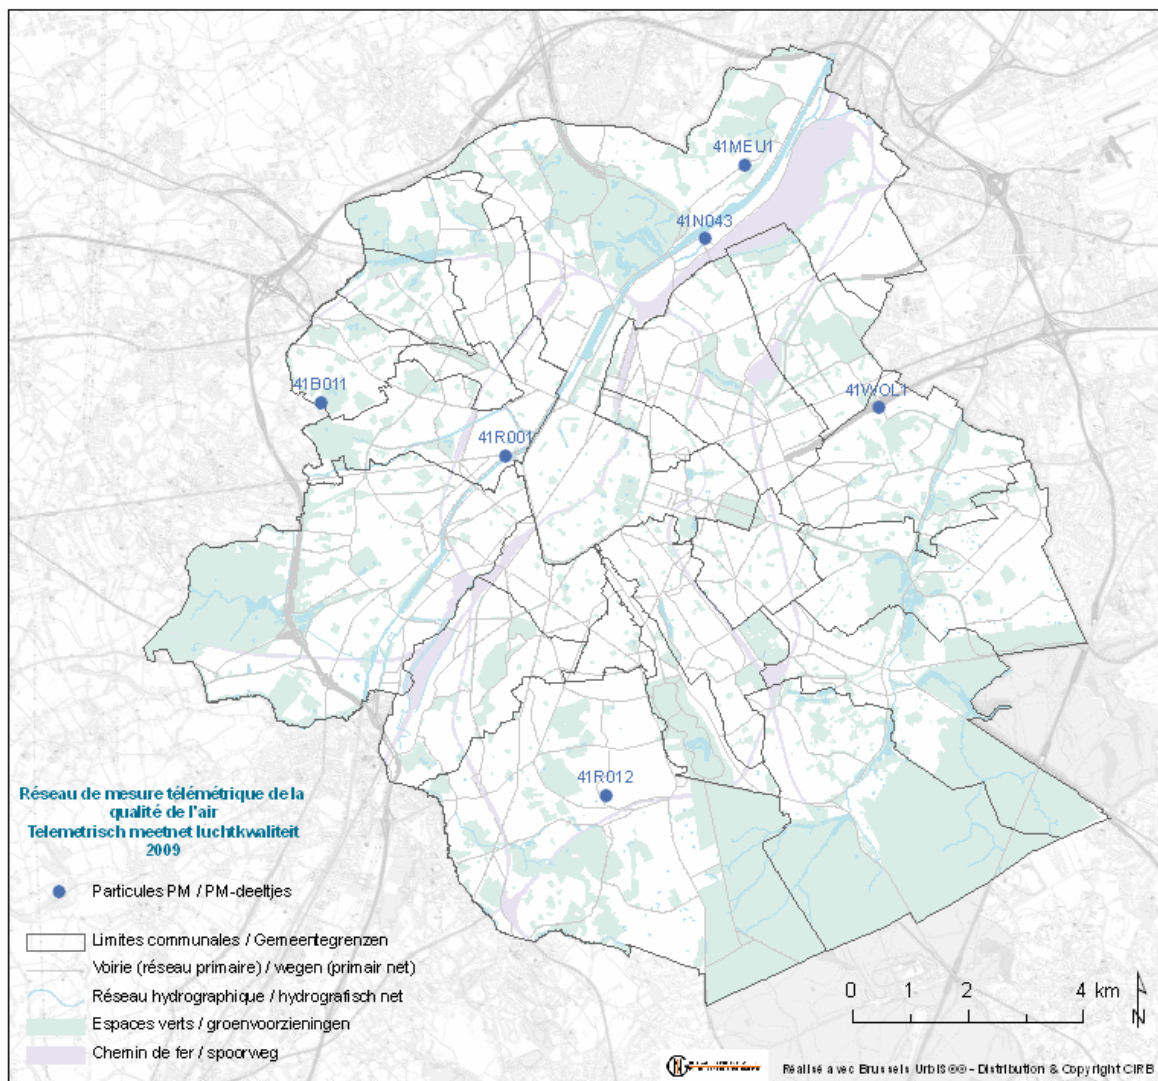 41MEU1
41N043
41B011
41WOL1
41R001
41R012
Réseau de mesure télémétrique de la
qualité de l'air
Telemetrisch meetnet luchtkwaliteit
2009
Particules PM / PM-deeltjes
Limites communales / Gemeentegrenzen
Voirie (réseau primaire) / wegen (primair net)
Réseau hydrographique / hydrografisch net
Espaces verts / groenvoorzieningen
Chemin de fer / spoorweg
0 1 2 4 km
N
Réalisé avec Brussels UrbIS ©® - Distribution & Copyright CIRB